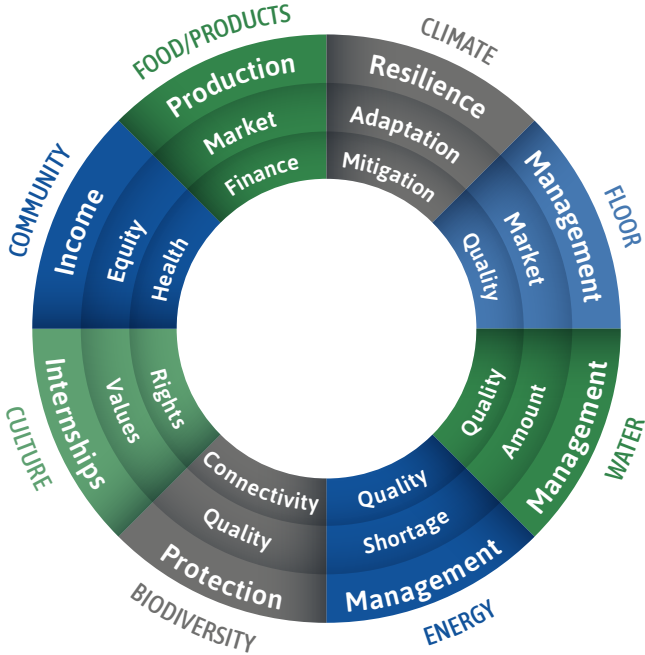 CLIMATE
Resilience
Adaptation
Mitigation
FLOOR
Management
Market
Quality
WATER
Management
Amount
Quality
ENERGY
Management
Shortage
Quality
BIODIVERSITY
Protection
Quality
Connectivity
CULTURE
Internships
Values
Rights
COMMUNITY
Income
Equity
Health
FOOD/PRODUCTS
Production
Market
Finance